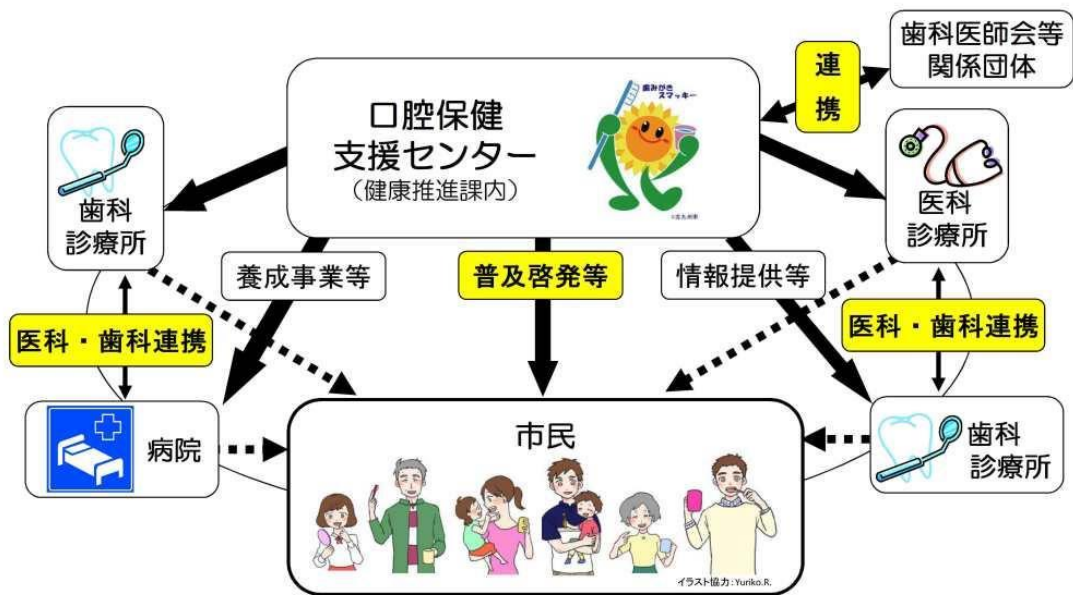 歯科医師会等
関係団体
連
携
歯みがき
スマッキー
口腔保健
支援センター
（健康推進課内）
©北九州市
歯科
診療所
医科
診療所
養成事業等
普及啓発等
情報提供等
医科・歯科連携
医科・歯科連携
病院
市民
歯科
診療所
イラスト協力：Yuriko.R.